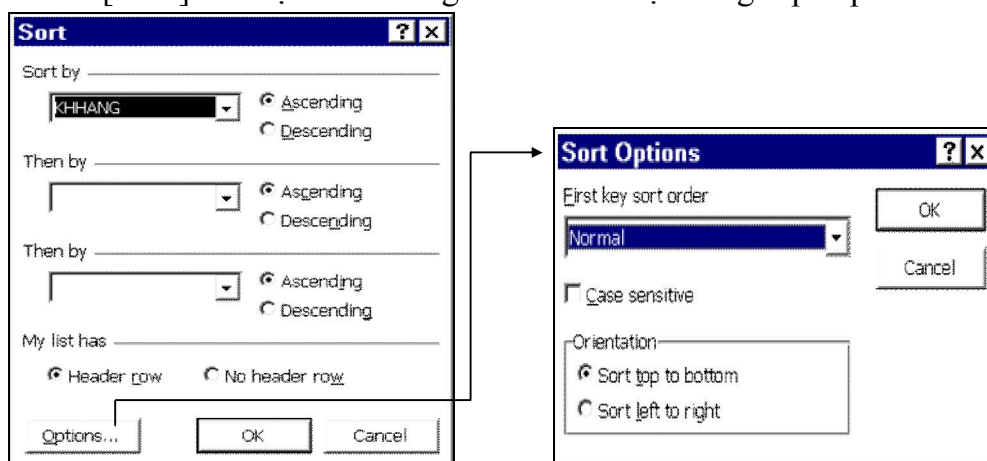 Sort
Sort by
KHHANG
Ascending
Descending
Then by
Ascending
Descending
Then by
Ascending
Descending
My list has
Header row
No header row
Options...
OK
Cancel
Sort Options
First key sort order
Normal
OK
Cancel
Case sensitive
Orientation
Sort top to bottom
Sort left to right